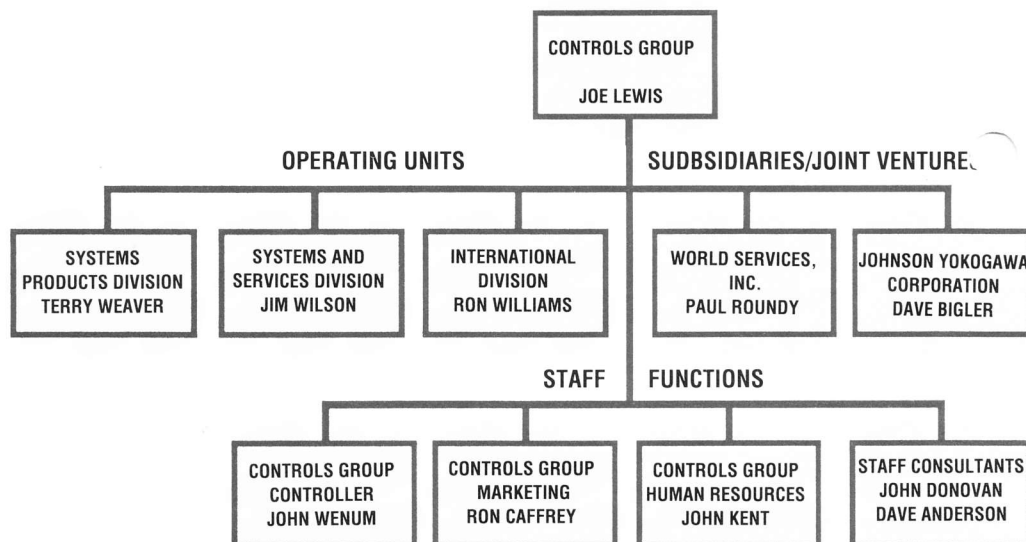 CONTROLS GROUP
JOE LEWIS
OPERATING UNITS
SUDBSIDIARIES/JOINT VENTURE
SYSTEMS
PRODUCTS DIVISION
TERRY WEAVER
SYSTEMS AND
SERVICES DIVISION
JIM WILSON
INTERNATIONAL
DIVISION
RON WILLIAMS
WORLD SERVICES,
INC.
PAUL ROUNDY
JOHNSON YOKOGAWA
CORPORATION
DAVE BIGLER
STAFF FUNCTIONS
CONTROLS GROUP
CONTROLLER
JOHN WENUM
CONTROLS GROUP
MARKETING
RON CAFFREY
CONTROLS GROUP
HUMAN RESOURCES
JOHN KENT
STAFF CONSULTANTS
JOHN DONOVAN
DAVE ANDERSON